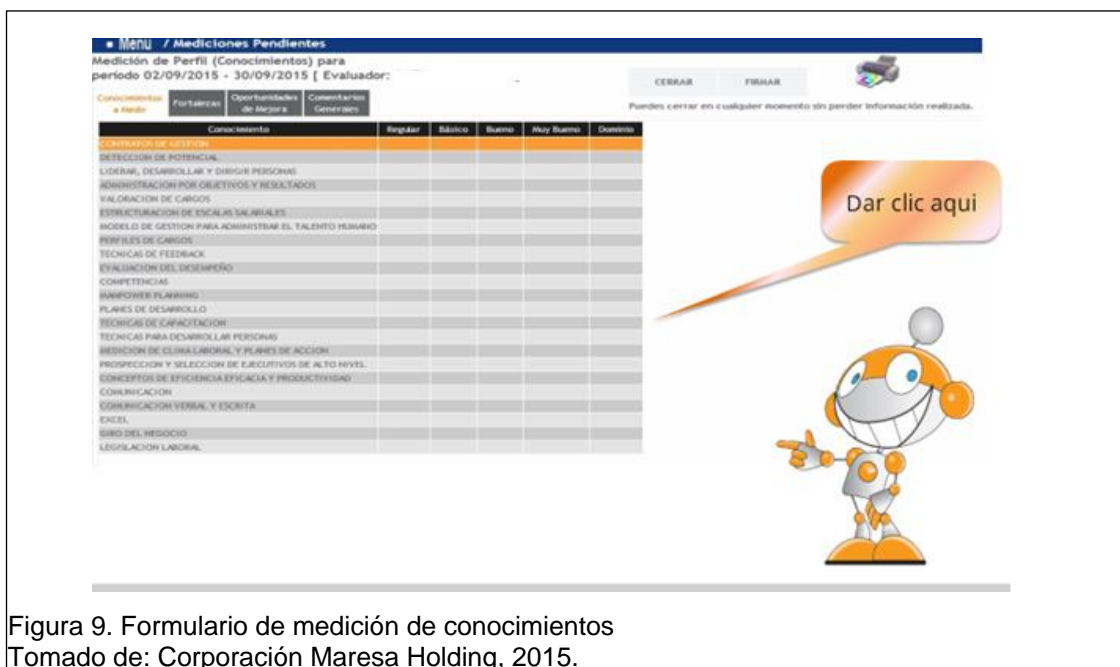 Menú / Mediciones Pendientes
Medición de Perfil (Conocimientos) para
período 02/09/2015 - 30/09/2015 [ Evaluador:
CERRAR FIRMAR
Conocimientos a Medir
Fortalezas
Oportunidades de Mejora
Comentarios Generales
Puedes cerrar en cualquier momento sin perder información realizada.
Conocimiento Regular Básico Bueno Muy Bueno Dominio
CONTRATOS DE GESTION
DETECCION DE POTENCIAL
LIDERAR, DESARROLLAR Y DIRIGIR PERSONAS
ADMINISTRACION POR OBJETIVOS Y RESULTADOS
VALORACION DE CARGOS
ESTRUCTURACION DE ESCALAS SALARIALES
MODELO DE GESTION PARA ADMINISTRAR EL TALENTO HUMANO
PERFILES DE CARGOS
TECNICAS DE FEEDBACK
EVALUACION DEL DESEMPEÑO
COMPETENCIAS
MANPOWER PLANNING
PLANES DE DESARROLLO
TECNICAS DE CAPACITACION
TECNICAS PARA DESARROLLAR PERSONAS
MEDICION DE CLIMA LABORAL Y PLANES DE ACCION
PROSPECCION Y SELECCION DE EJECUTIVOS DE ALTO NIVEL.
CONCEPTOS DE EFICIENCIA EFICACIA Y PRODUCTIVIDAD
COMUNICACION
COMUNICACION VERBAL Y ESCRITA
EXCEL
GIRO DEL NEGOCIO
LEGISLACION LABORAL
Dar clic aqui
Figura 9. Formulario de medición de conocimientos
Tomado de: Corporación Maresa Holding, 2015.